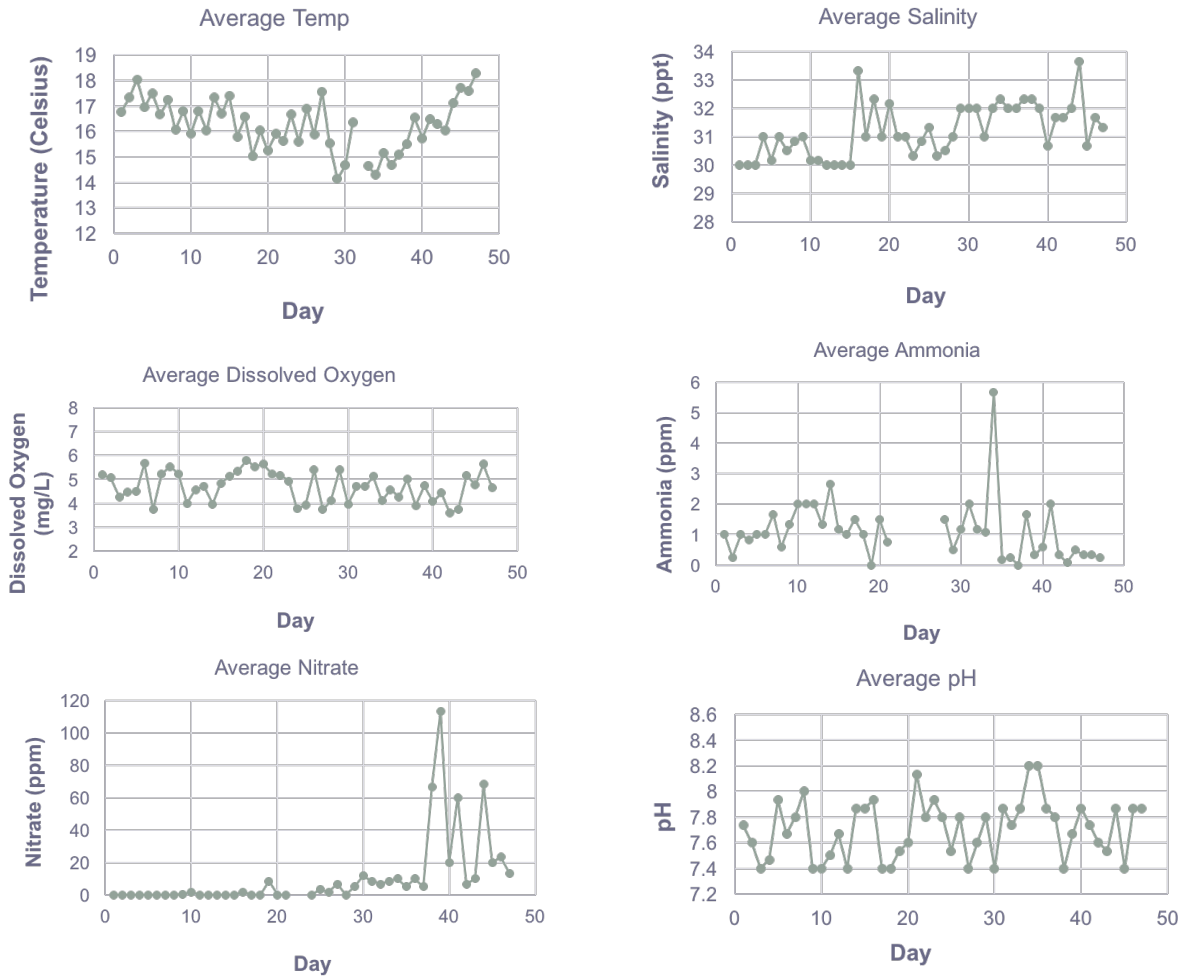 Average Temp
Temperature (Celsius)
19
18
17
16
15
14
13
12
0 10 20 30 40 50
Day
Average Salinity
Salinity (ppt)
34
33
32
31
30
29
28
0 10 20 30 40 50
Day
Average Dissolved Oxygen
Dissolved Oxygen
(mg/L)
8
7
6
5
4
3
2
0 10 20 30 40 50
Day
Average Ammonia
Ammonia (ppm)
6
5
4
3
2
1
0
0 10 20 30 40 50
Day
Average Nitrate
Nitrate (ppm)
120
100
80
60
40
20
0
0 10 20 30 40 50
Day
Average pH
pH
8.6
8.4
8.2
8
7.8
7.6
7.4
7.2
0 10 20 30 40 50
Day